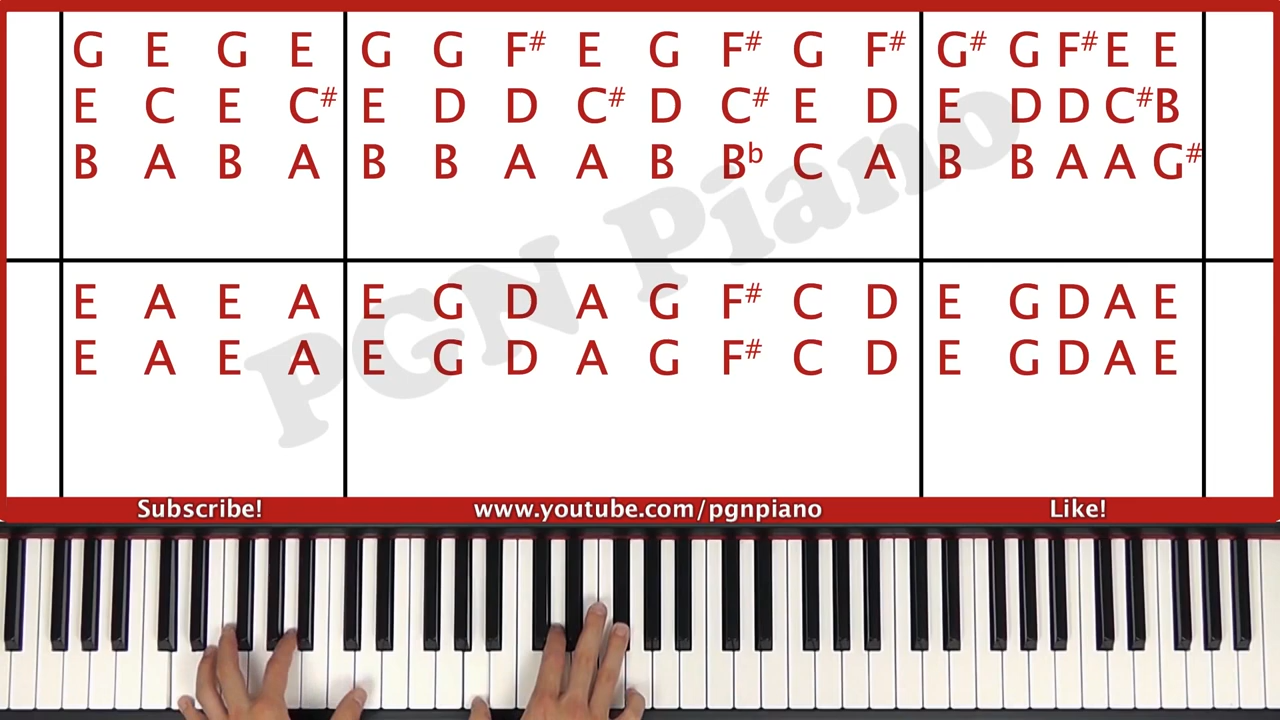 G E G E G G F# E G F# G F# G# G F# E E
E C E C# E D D C# D C# E D E D D C# B
B A B A B B A A B Bb C A B B A A G#
E A E A E G D A G F# C D E G D A E
E A E A E G D A G F# C D E G D A E
PGN Piano
Subscribe! www.youtube.com/pgnpiano Like!